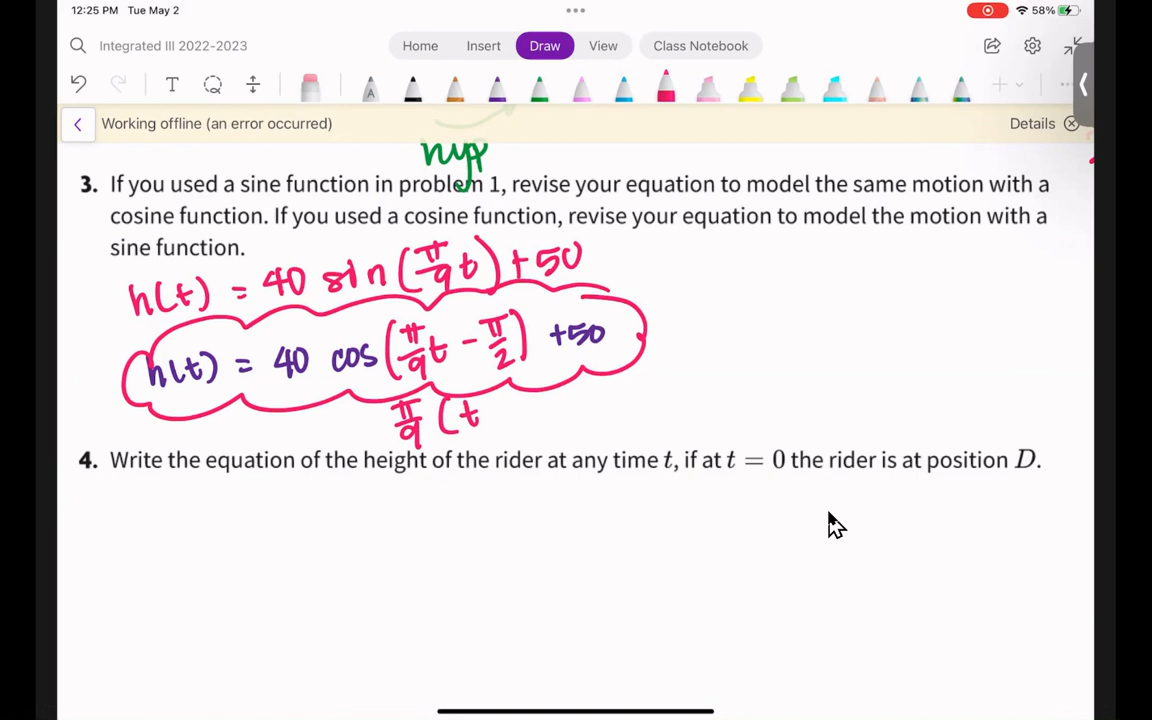 12:25 PM Tue May 2
58%
Integrated III 2022-2023
Home Insert Draw View Class Notebook
T A
Working offline (an error occurred) Details
hyp
3. If you used a sine function in problem 1, revise your equation to model the same motion with a
cosine function. If you used a cosine function, revise your equation to model the motion with a
sine function.
h(t) = 40 sin(π/9 t) +50
h(t) = 40 cos(π/9 t - π/2) +50
π/9 (t
4. Write the equation of the height of the rider at any time t, if at t = 0 the rider is at position D.